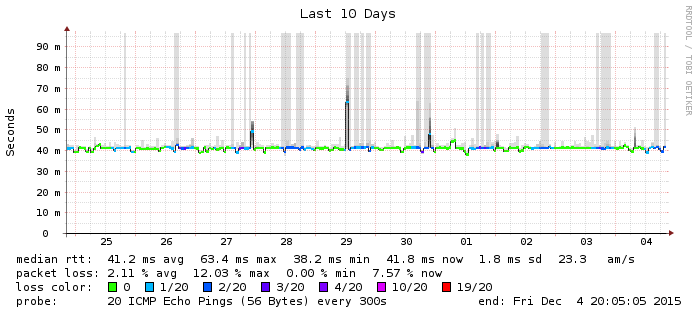 Last 10 Days
RRDTOOL / TOBI OETIKER
Seconds
90 m
80 m
70 m
60 m
50 m
40 m
30 m
20 m
10 m
0
25 26 27 28 29 30 01 02 03 04
median rtt: 41.2 ms avg 63.4 ms max 38.2 ms min 41.8 ms now 1.8 ms sd 23.3 am/s
packet loss: 2.11 % avg 12.03 % max 0.00 % min 7.57 % now
loss color: 0 1/20 2/20 3/20 4/20 10/20 19/20
probe: 20 ICMP Echo Pings (56 Bytes) every 300s end: Fri Dec 4 20:05:05 2015